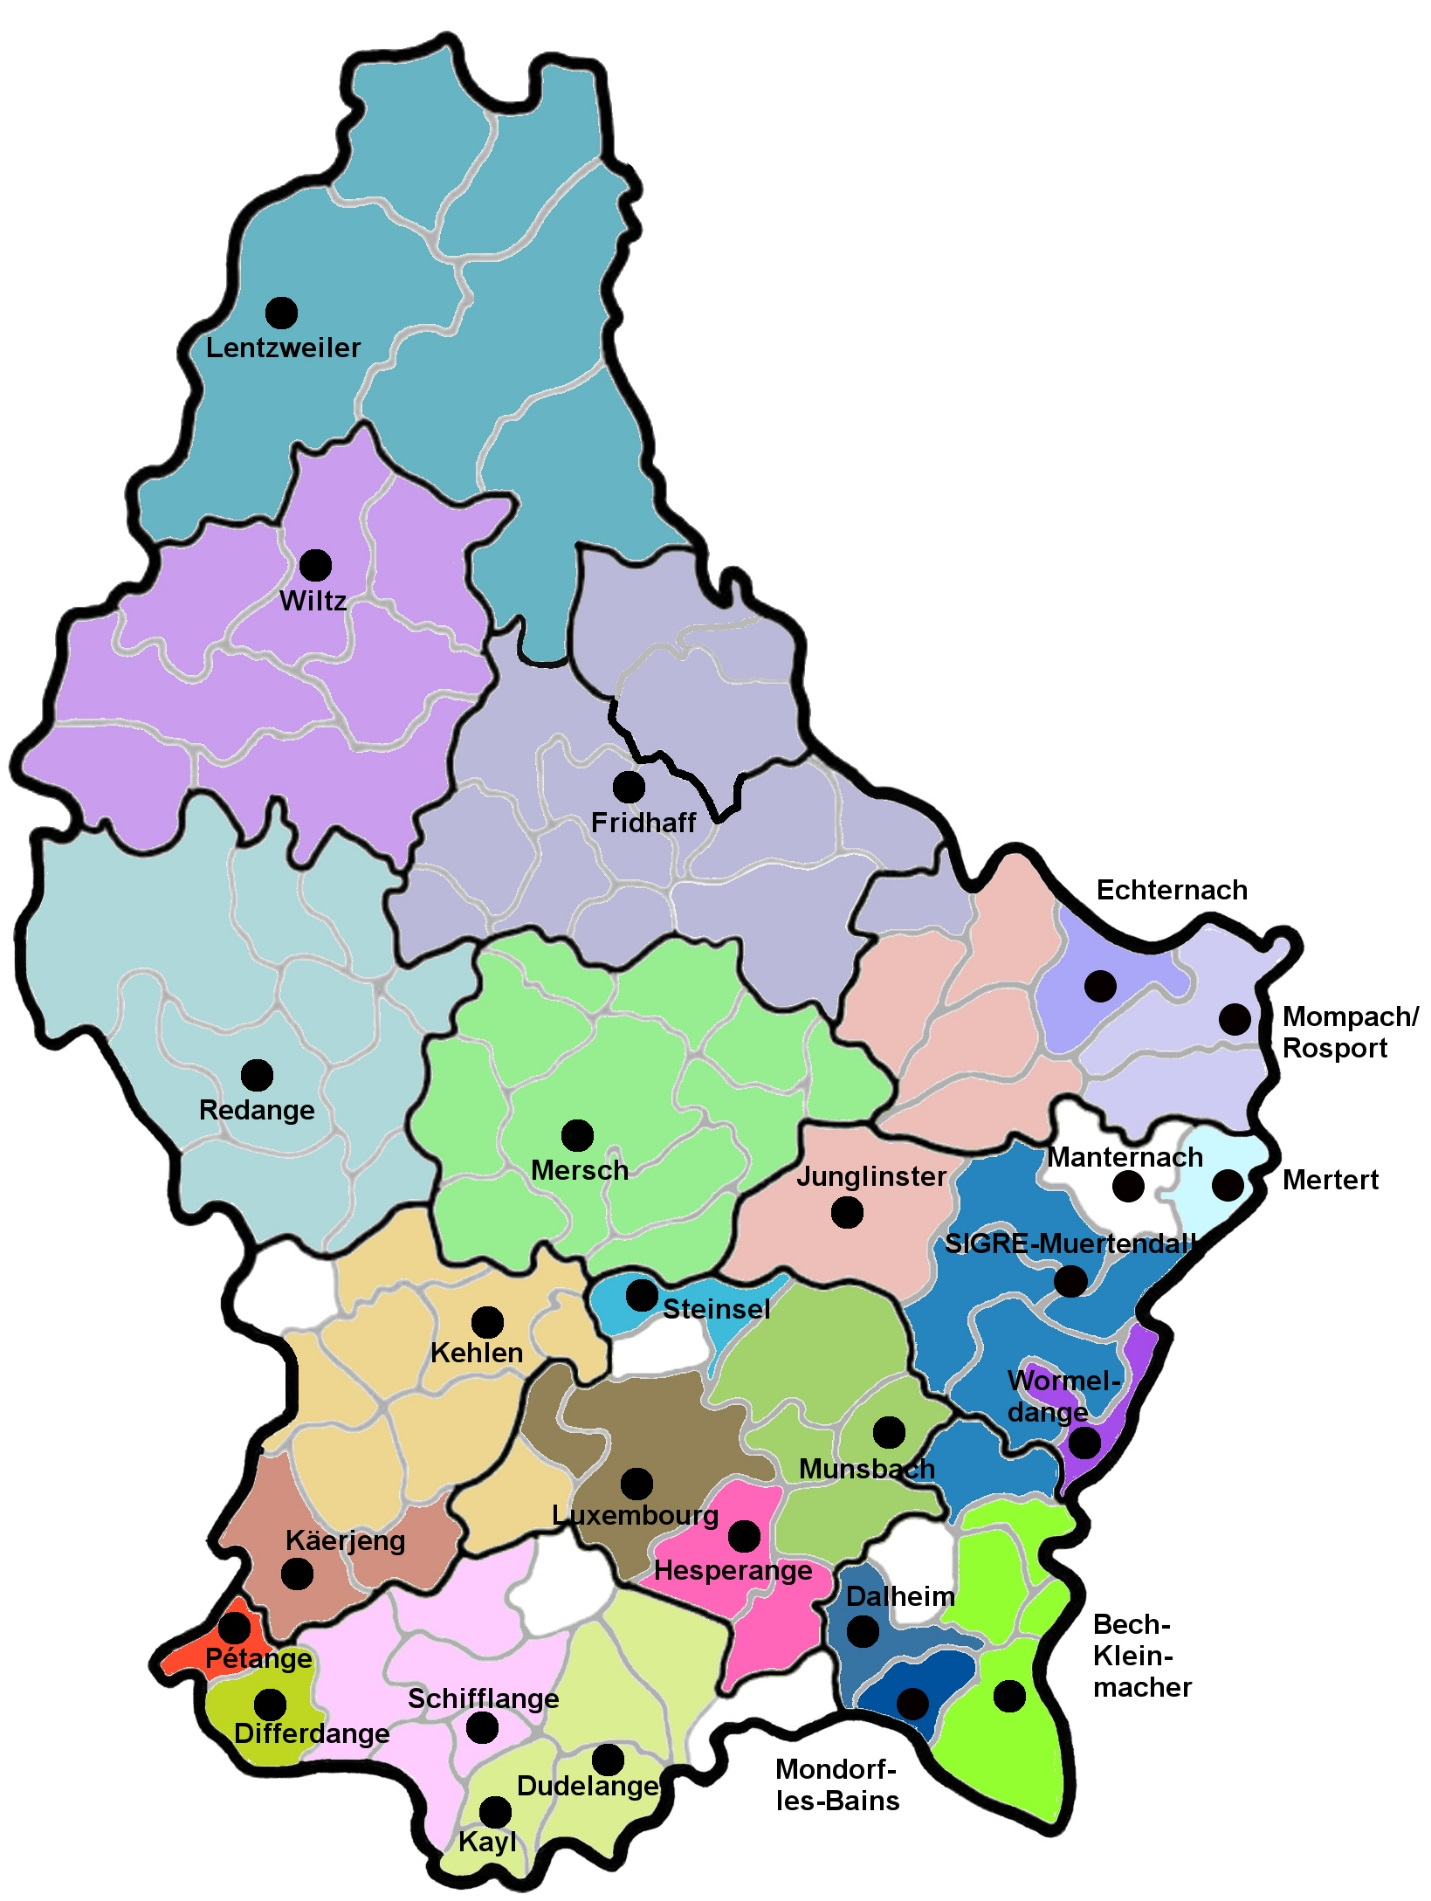 Lentzweiler
Wiltz
Fridhaff
Echternach
Mompach/
Rosport
Redange
Mersch
Manternach
Junglinster
Mertert
SIGRE-Muertendall
Steinsel
Kehlen
Wormel-
dange
Munsbach
Luxembourg
Käerjeng
Hesperange
Dalheim
Bech-
Klein-
macher
Pétange
Schifflange
Differdange
Mondorf-
les-Bains
Dudelange
Kayl